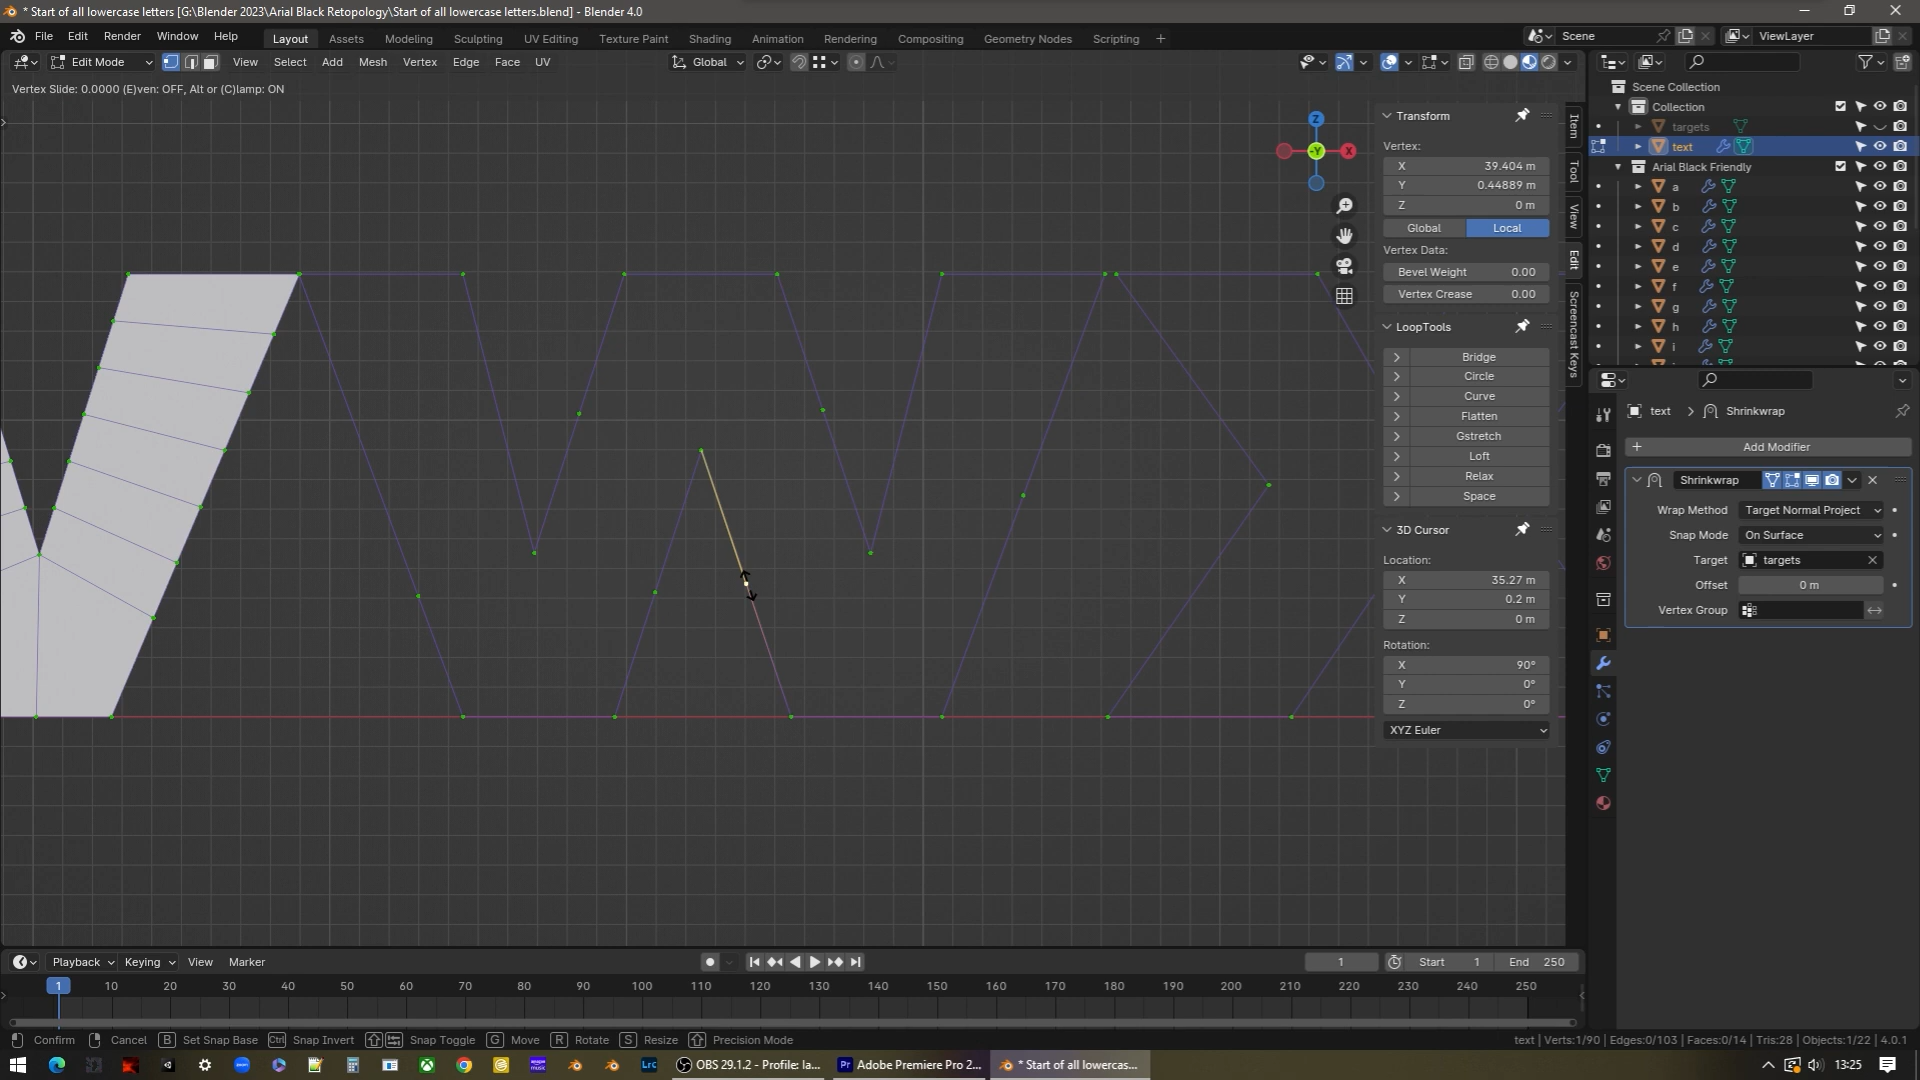 * Start of all lowercase letters [G:\Blender 2023\Arial Black Retopology\Start of all lowercase letters.blend] - Blender 4.0
File Edit Render Window Help
Layout Assets Modeling Sculpting UV Editing Texture Paint Shading Animation Rendering Compositing Geometry Nodes Scripting +
Scene
ViewLayer
Edit Mode View Select Add Mesh Vertex Edge Face UV
Global
Vertex Slide: 0.0000 (E)ven: OFF, Alt or (C)lamp: ON
Z
-Y
X
Transform
Vertex:
X 39.404 m
Y 0.44889 m
Z 0 m
Global Local
Vertex Data:
Bevel Weight 0.00
Vertex Crease 0.00
LoopTools
Bridge
Circle
Curve
Flatten
Gstretch
Loft
Relax
Space
3D Cursor
Location:
X 35.27 m
Y 0.2 m
Z 0 m
Rotation:
X 90°
Y 0°
Z 0°
XYZ Euler
Item
Tool
View
Edit
Screencast Keys
Scene Collection
Collection
targets
text
Arial Black Friendly
a
b
c
d
e
f
g
h
i
text > Shrinkwrap
+ Add Modifier
Shrinkwrap
Wrap Method Target Normal Project
Snap Mode On Surface
Target targets
Offset 0 m
Vertex Group
Playback Keying View Marker
1 Start 1 End 250
1 10 20 30 40 50 60 70 80 90 100 110 120 130 140 150 160 170 180 190 200 210 220 230 240 250
Confirm Cancel B Set Snap Base Ctrl Snap Invert Snap Toggle G Move R Rotate S Resize Precision Mode
text | Verts:1/90 | Edges:0/103 | Faces:0/14 | Tris:28 | Objects:1/22 | 4.0.1
zoom
music
Lrc
OBS 29.1.2 - Profile: la...
Pr Adobe Premiere Pro 2...
* Start of all lowercas...
13:25